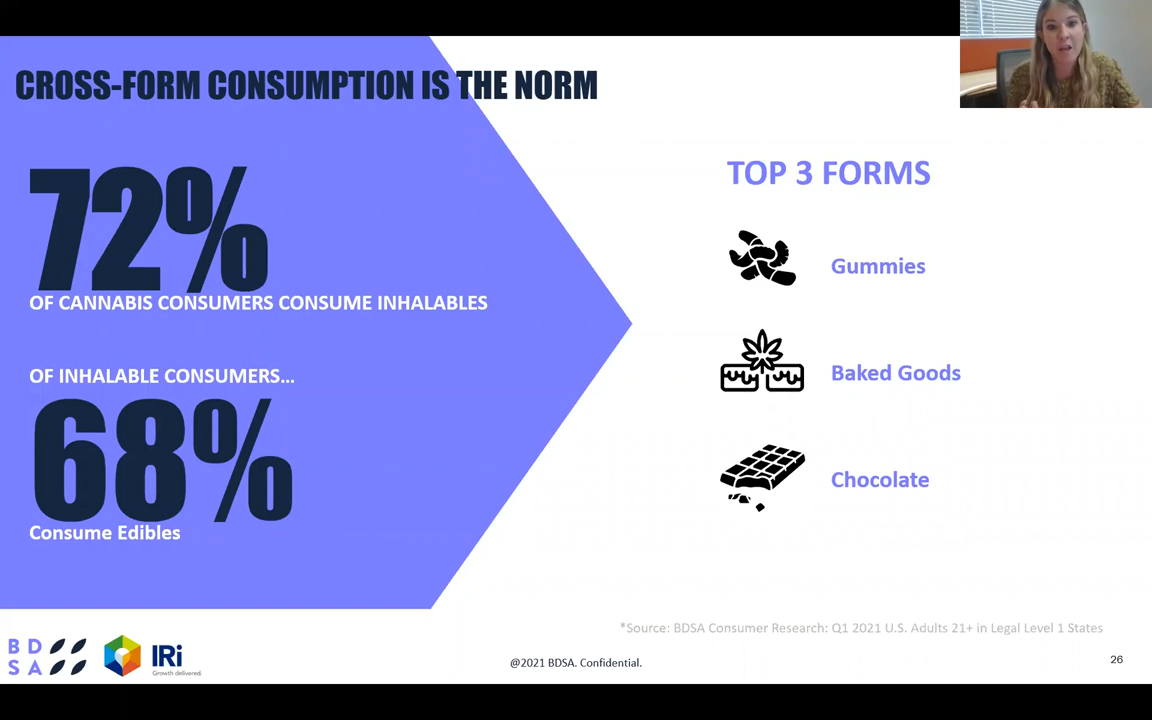 CROSS-FORM CONSUMPTION IS THE NORM
72%
OF CANNABIS CONSUMERS CONSUME INHALABLES
OF INHALABLE CONSUMERS...
68%
Consume Edibles
TOP 3 FORMS
Gummies
Baked Goods
Chocolate
*Source: BDSA Consumer Research: Q1 2021 U.S. Adults 21+ in Legal Level 1 States
BD
SA
IRi
Growth delivered.
@2021 BDSA. Confidential.
26